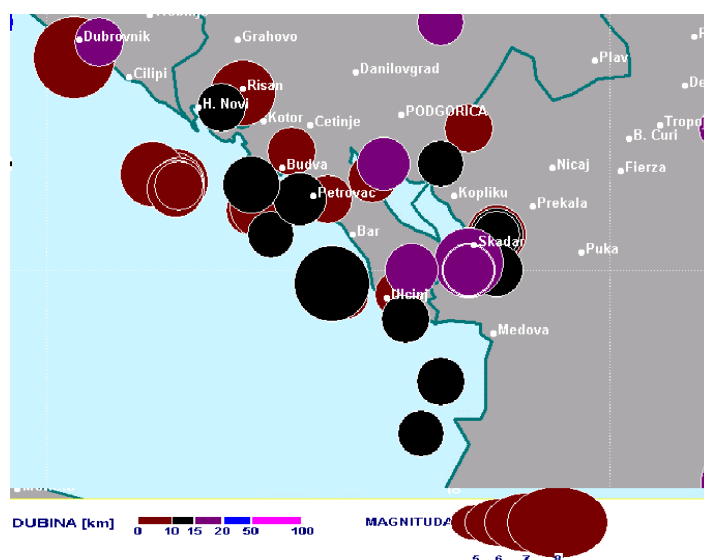 Dubrovnik
Grahovo
Plav
Cilipi
Danilovgrad
Risan
H. Novi
Kotor
Cetinje
PODGORICA
Tropo
B. Curi
Budva
Nicaj
Fierza
Petrovac
Kopliku
Prekala
Bar
Skadar
Puka
Ulcinj
Medova
DUBINA [km]
0 10 15 20 50 100
MAGNITUDA
5 6 7 8